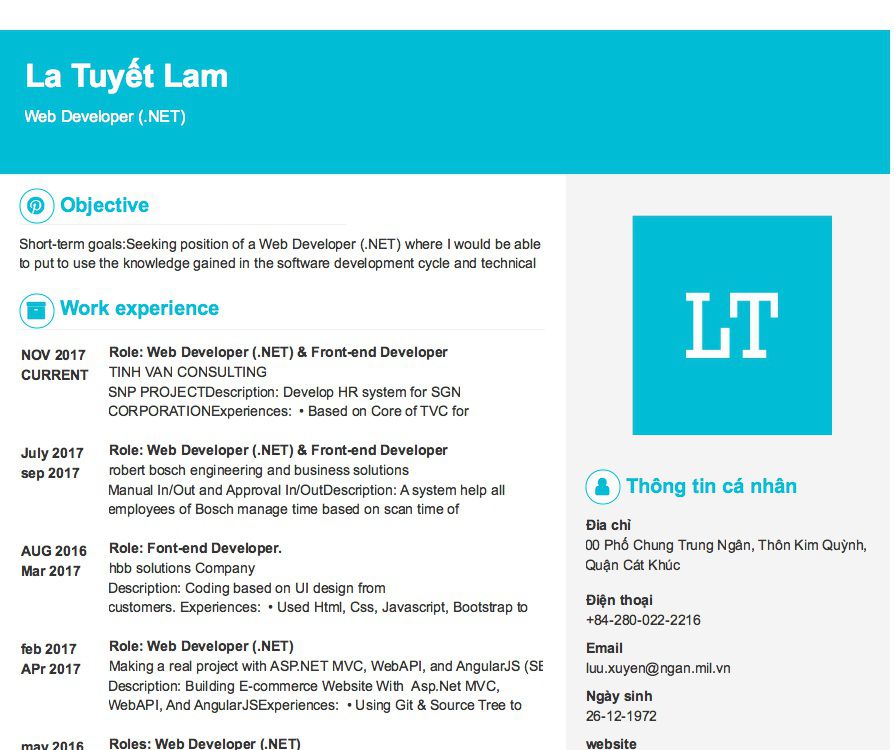 La Tuyết Lam
Web Developer (.NET)
Objective
Short-term goals:Seeking position of a Web Developer (.NET) where I would be able
to put to use the knowledge gained in the software development cycle and technical
Work experience
NOV 2017
CURRENT
Role: Web Developer (.NET) & Front-end Developer
TINH VAN CONSULTING
SNP PROJECTDescription: Develop HR system for SGN
CORPORATIONExperiences: • Based on Core of TVC for
July 2017
sep 2017
Role: Web Developer (.NET) & Front-end Developer
robert bosch engineering and business solutions
Manual In/Out and Approval In/OutDescription: A system help all
employees of Bosch manage time based on scan time of
AUG 2016
Mar 2017
Role: Font-end Developer.
hbb solutions Company
Description: Coding based on UI design from
customers. Experiences: • Used Html, Css, Javascript, Bootstrap to
feb 2017
APr 2017
Role: Web Developer (.NET)
Making a real project with ASP.NET MVC, WebAPI, and AngularJS (SE
Description: Building E-commerce Website With Asp.Net MVC,
WebAPI, And AngularJSExperiences: • Using Git & Source Tree to
may 2016
Roles: Web Developer (.NET)
LT
Thông tin cá nhân
Địa chỉ
00 Phố Chung Trung Ngân, Thôn Kim Quỳnh,
Quận Cát Khúc
Điện thoại
+84-280-022-2216
Email
luu.xuyen@ngan.mil.vn
Ngày sinh
26-12-1972
website